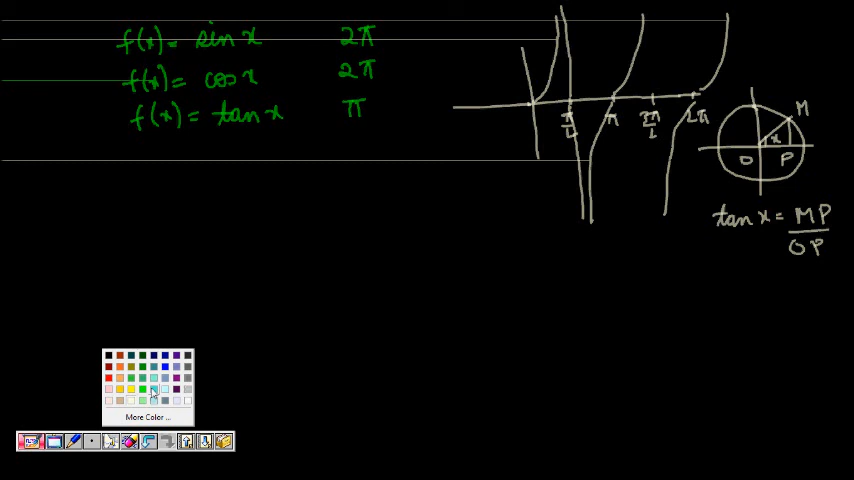 f(x) = sin x 2π
f(x) = cos x 2π
f(x) = tan x π
π/2 π 3π/2 2π
M
x
O P
tan x = MP/OP
More Color ...